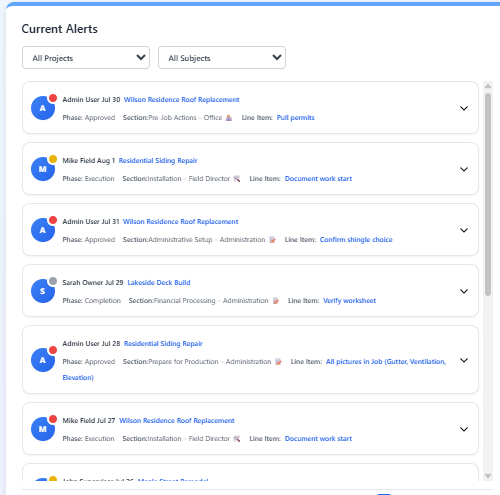 Current Alerts
All Projects All Subjects
A Admin User Jul 30 Wilson Residence Roof Replacement
Phase: Approved Section:Pre Job Actions - Office Line Item: Pull permits
M Mike Field Aug 1 Residential Siding Repair
Phase: Execution Section:Installation - Field Director Line Item: Document work start
A Admin User Jul 31 Wilson Residence Roof Replacement
Phase: Approved Section:Administrative Setup - Administration Line Item: Confirm shingle choice
S Sarah Owner Jul 29 Lakeside Deck Build
Phase: Completion Section:Financial Processing - Administration Line Item: Verify worksheet
A Admin User Jul 28 Residential Siding Repair
Phase: Approved Section:Prepare for Production - Administration Line Item: All pictures in Job (Gutter, Ventilation,
Elevation)
M Mike Field Jul 27 Wilson Residence Roof Replacement
Phase: Execution Section:Installation - Field Director Line Item: Document work start